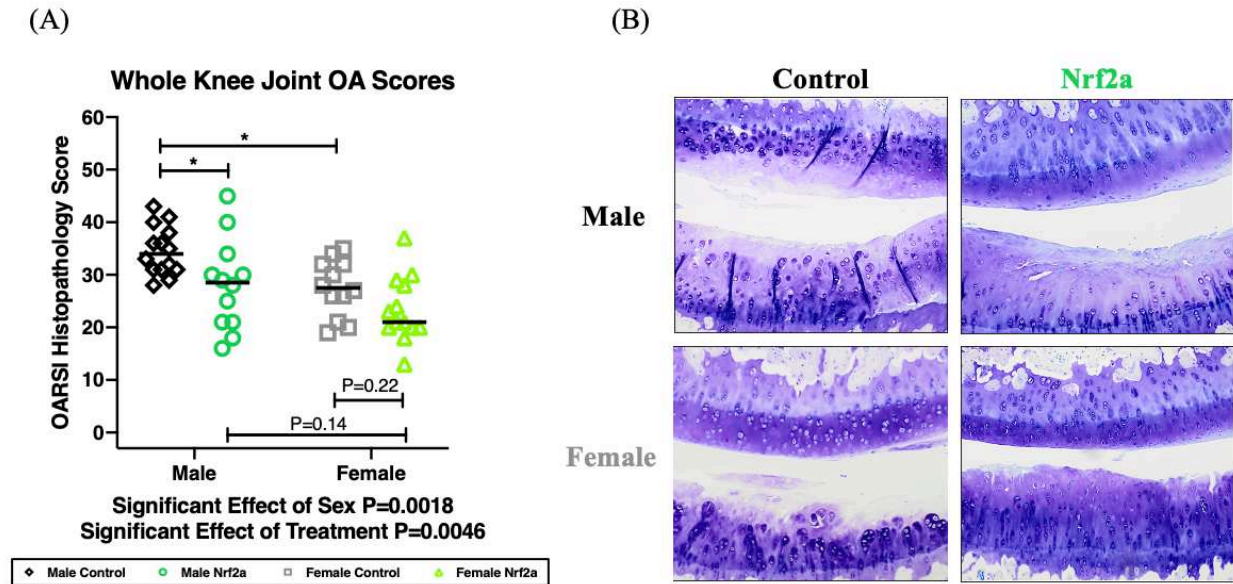 (A)
Whole Knee Joint OA Scores
OARSI Histopathology Score
60
50
40
30
20
10
0
*
*
P=0.22
P=0.14
Male
Female
Significant Effect of Sex P=0.0018
Significant Effect of Treatment P=0.0046
Male Control Male Nrf2a Female Control Female Nrf2a
(B)
Control Nrf2a
Male
Female